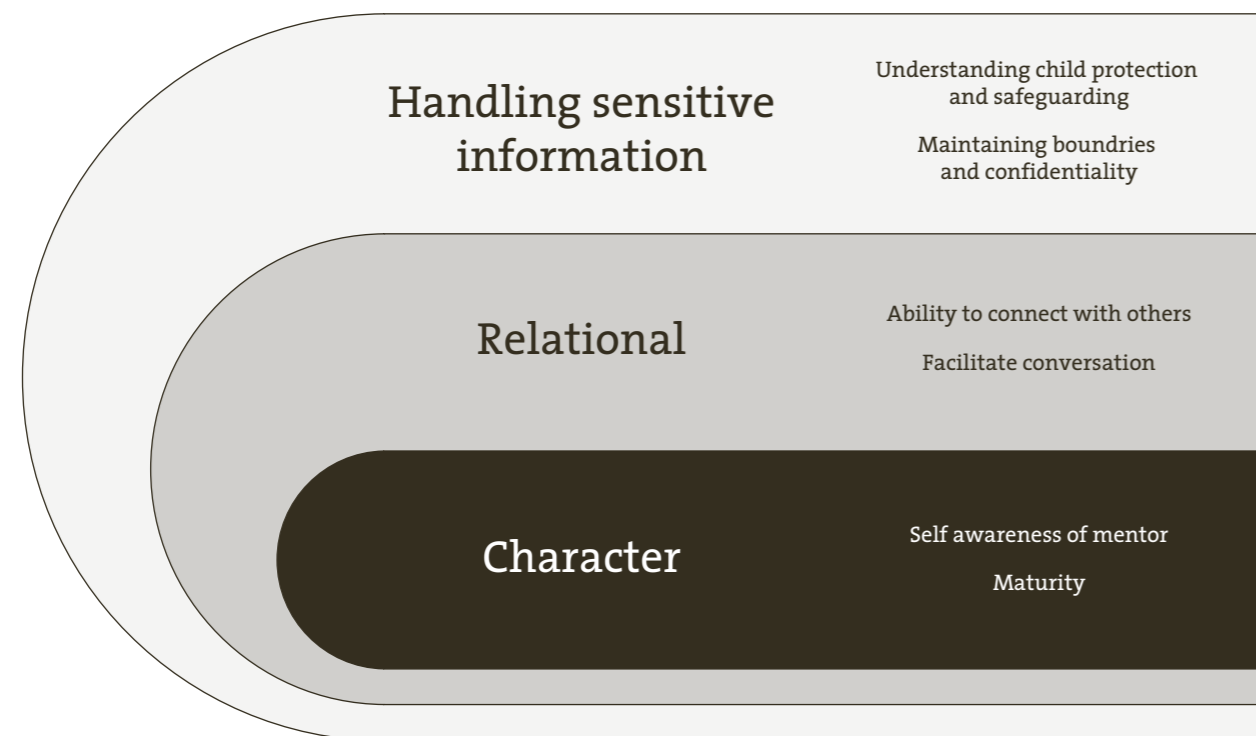 Handling sensitive
information
Understanding child protection
and safeguarding
Maintaining boundries
and confidentiality
Relational
Ability to connect with others
Facilitate conversation
Character
Self awareness of mentor
Maturity